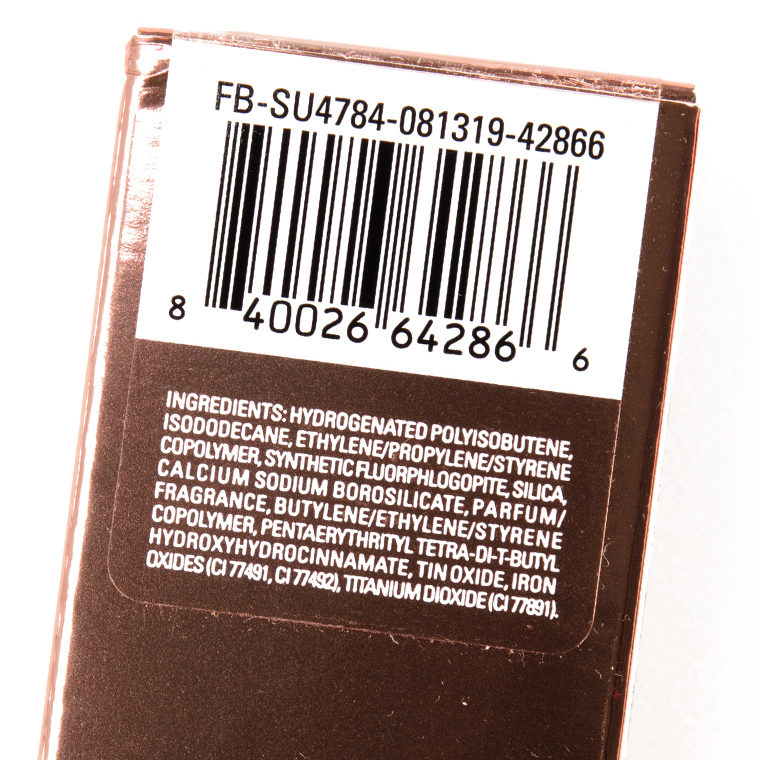 FB-SU4784-081319-42866
8 40026 64286 6
INGREDIENTS: HYDROGENATED POLYISOBUTENE,
ISODODECANE, ETHYLENE/PROPYLENE/STYRENE
COPOLYMER, SYNTHETIC FLUORPHLOGOPITE, SILICA,
CALCIUM SODIUM BOROSILICATE, PARFUM/
FRAGRANCE, BUTYLENE/ETHYLENE/STYRENE
COPOLYMER, PENTAERYTHRITYL TETRA-DI-T-BUTYL
HYDROXYHYDROCINNAMATE, TIN OXIDE, IRON
OXIDES (CI 77491, CI 77492), TITANIUM DIOXIDE (CI 77891).